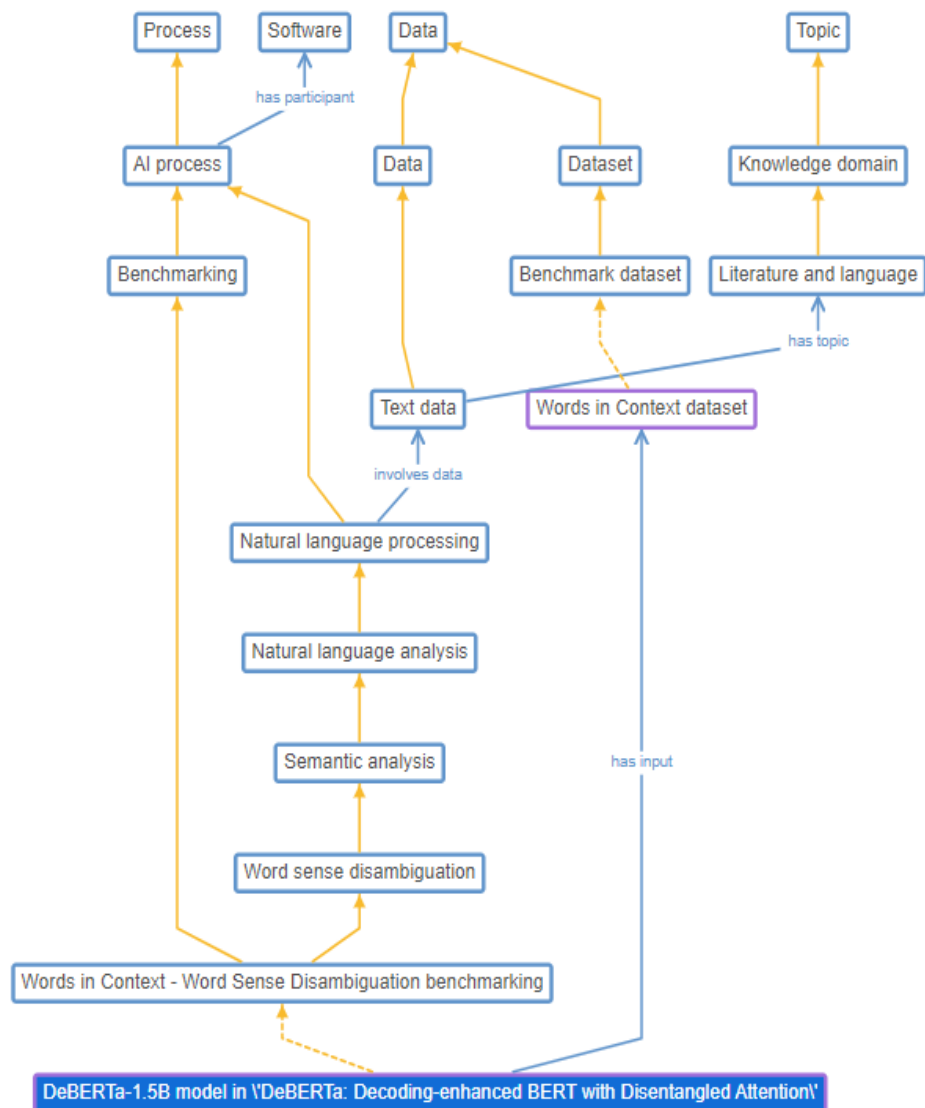 Process
Software
Data
Topic
has participant
AI process
Data
Dataset
Knowledge domain
Benchmarking
Benchmark dataset
Literature and language
has topic
Text data
Words in Context dataset
involves data
Natural language processing
Natural language analysis
Semantic analysis
has input
Word sense disambiguation
Words in Context - Word Sense Disambiguation benchmarking
DeBERTa-1.5B model in \'DeBERTa: Decoding-enhanced BERT with Disentangled Attention\'